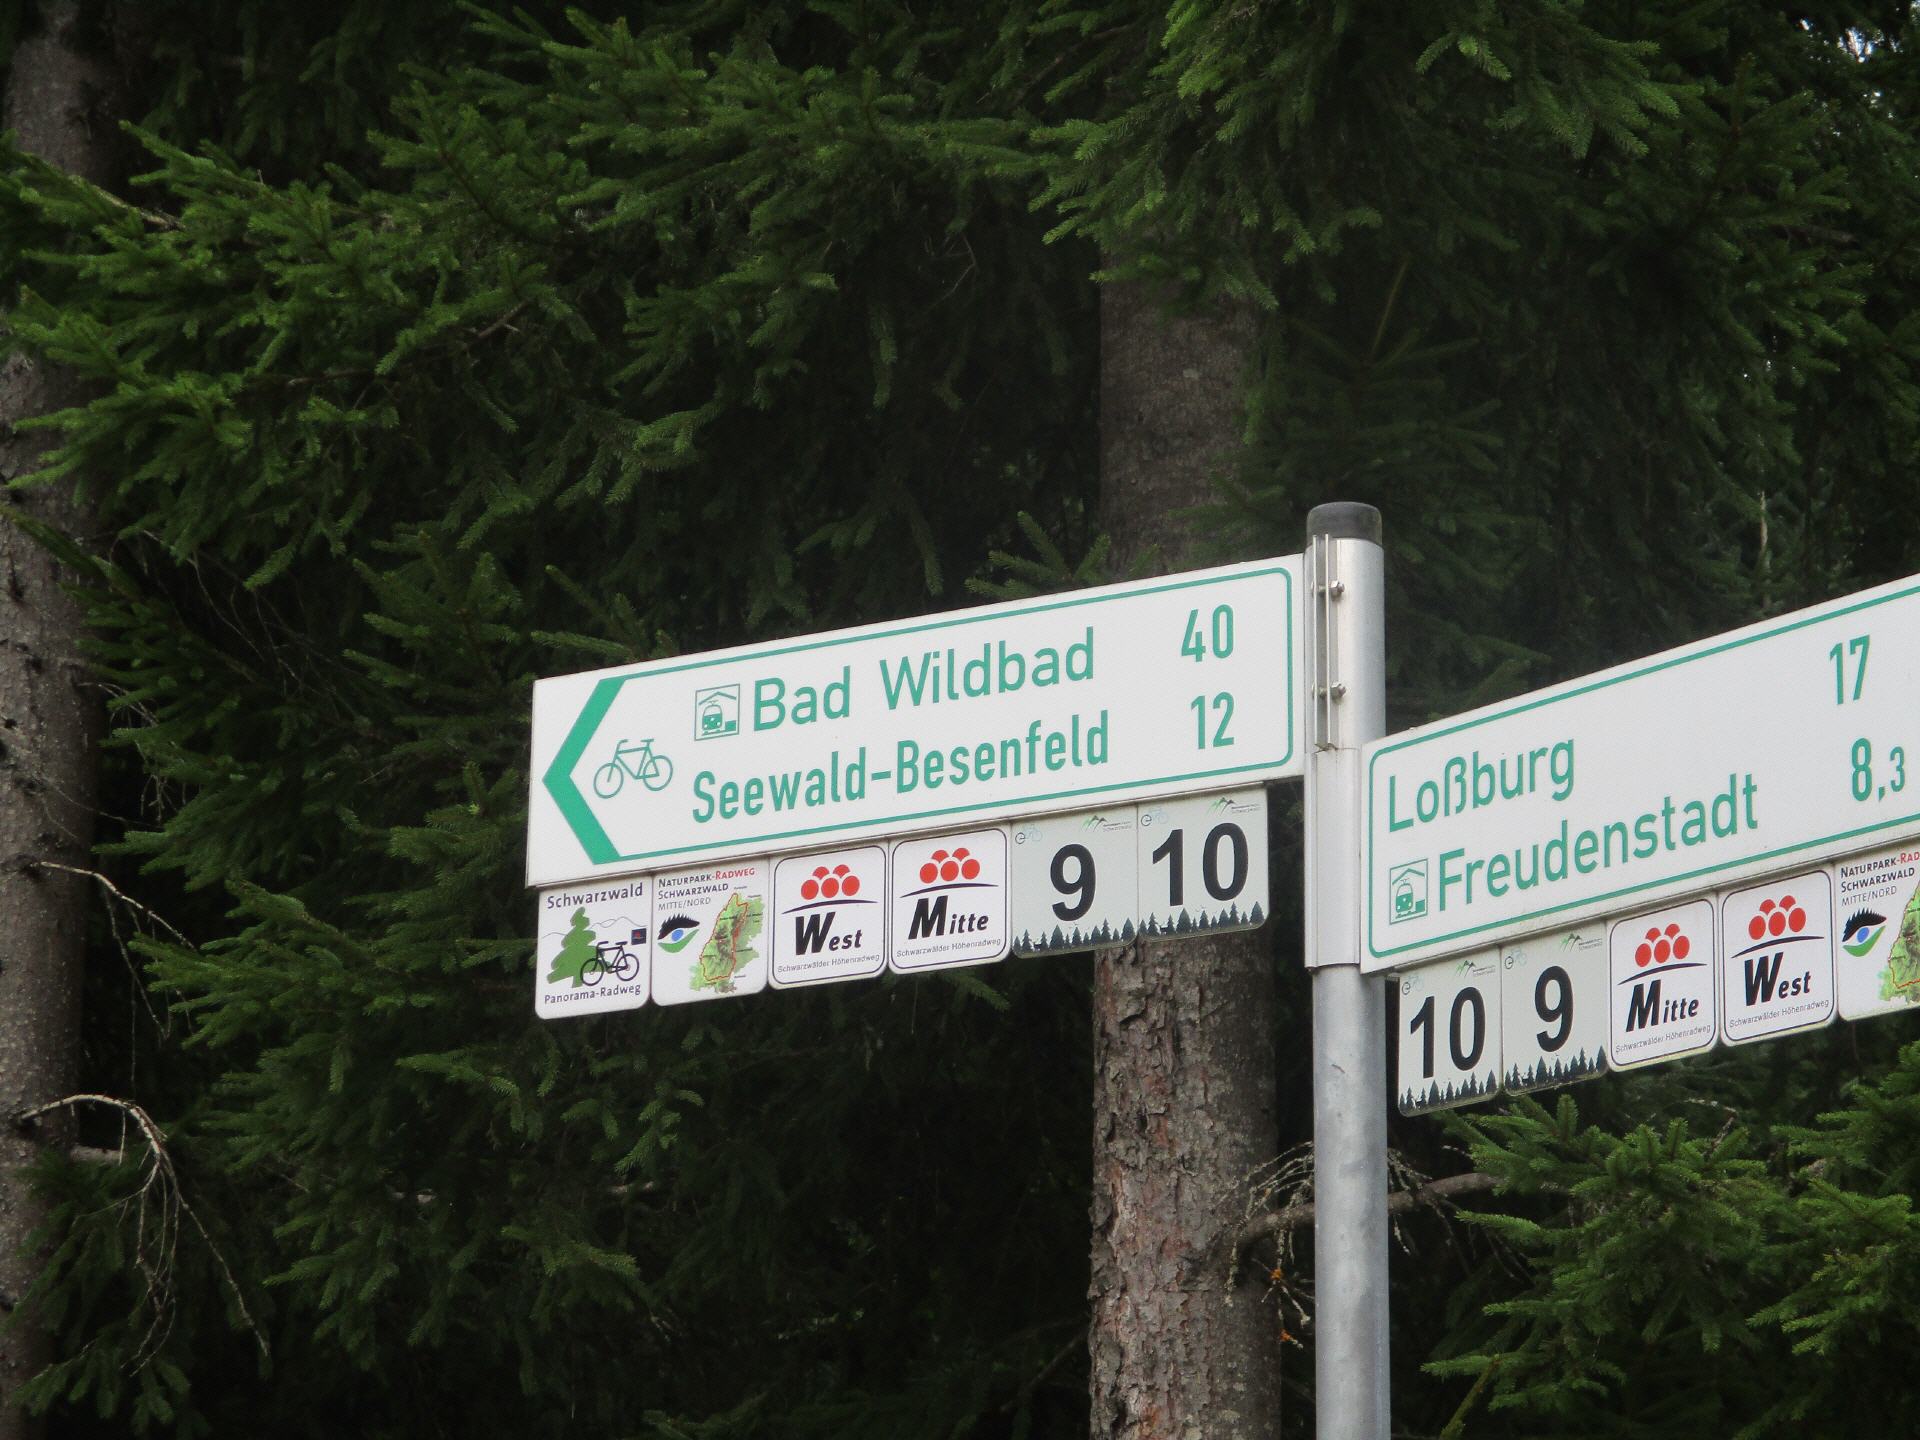 Bad Wildbad 40
Seewald-Besenfeld 12
Schwarzwald
Panorama-Radweg
NATURPARK-RADWEG
SCHWARZWALD
MITTE/NORD
West
Schwarzwälder Höhenradweg
Mitte
Schwarzwälder Höhenradweg
9
10
Loßburg 17
Freudenstadt 8,3
10
9
Mitte
Schwarzwälder Höhenradweg
West
Schwarzwälder Höhenradweg
NATURPARK-RAD
SCHWARZWALD
MITTE/NORD